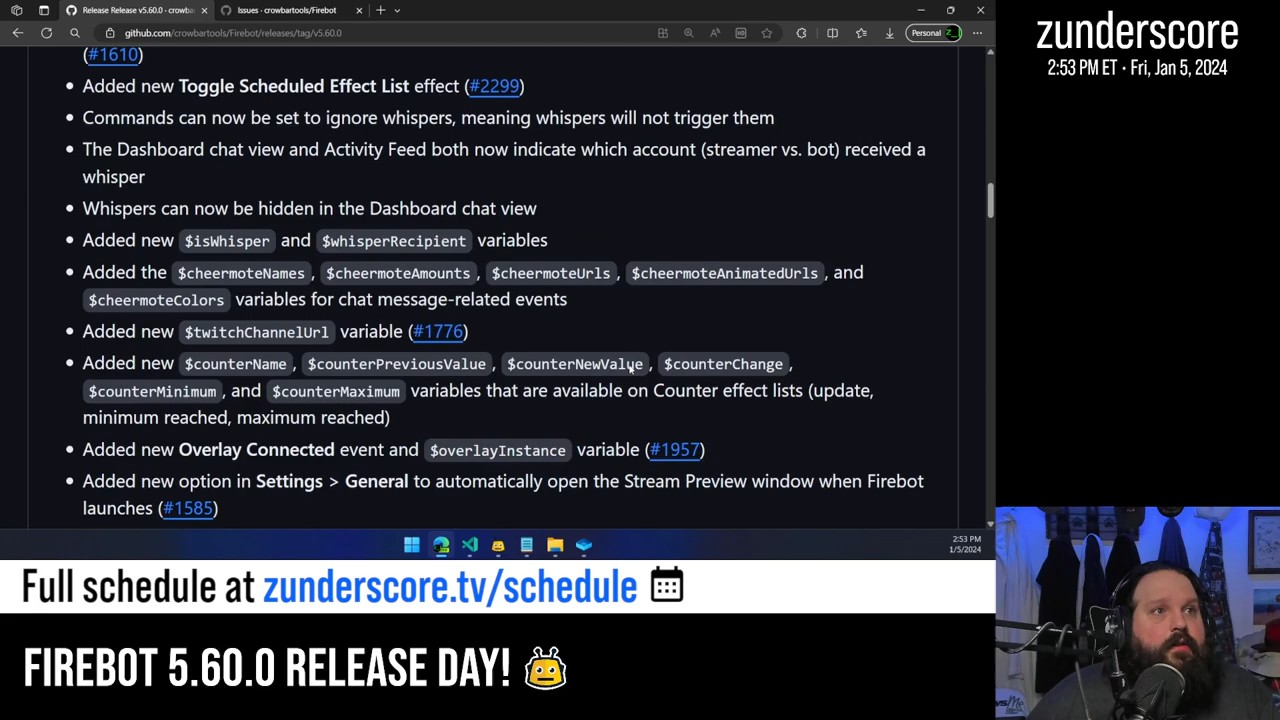 Release Release v5.60.0 · crowb
Issues · crowbartools/Firebot
github.com/crowbartools/Firebot/releases/tag/v5.60.0
Personal
zunderscore
2:53 PM ET · Fri, Jan 5, 2024
(#1610)
Added new Toggle Scheduled Effect List effect (#2299)
Commands can now be set to ignore whispers, meaning whispers will not trigger them
The Dashboard chat view and Activity Feed both now indicate which account (streamer vs. bot) received a
whisper
Whispers can now be hidden in the Dashboard chat view
Added new $isWhisper and $whisperRecipient variables
Added the $cheermoteNames, $cheermoteAmounts, $cheermoteUrls, $cheermoteAnimatedUrls, and
$cheermoteColors variables for chat message-related events
Added new $twitchChannelUrl variable (#1776)
Added new $counterName, $counterPreviousValue, $counterNewValue, $counterChange,
$counterMinimum, and $counterMaximum variables that are available on Counter effect lists (update,
minimum reached, maximum reached)
Added new Overlay Connected event and $overlayInstance variable (#1957)
Added new option in Settings > General to automatically open the Stream Preview window when Firebot
launches (#1585)
2:53 PM
1/5/2024
Full schedule at zunderscore.tv/schedule
FIREBOT 5.60.0 RELEASE DAY!